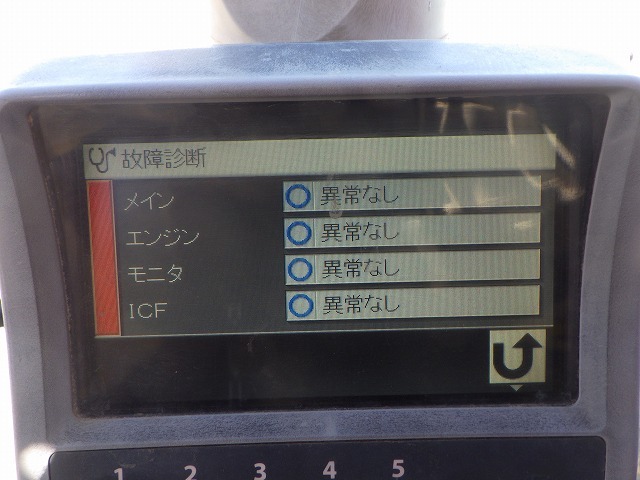 故障診断
メイン 異常なし
エンジン 異常なし
モニタ 異常なし
ICF 異常なし
1 2 3 4 5